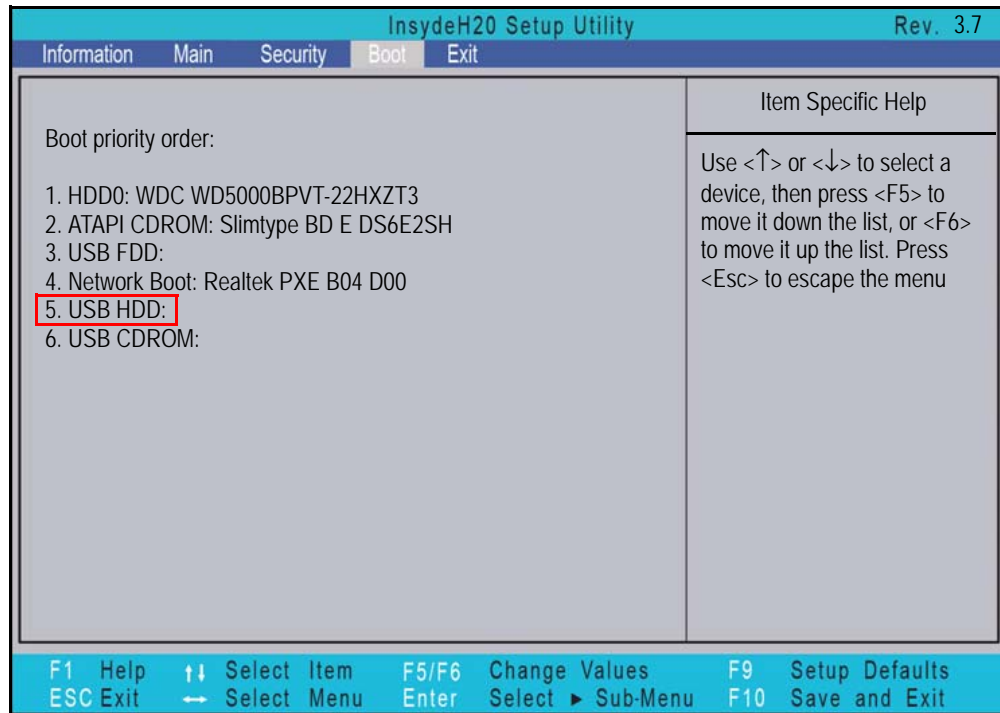 InsydeH20 Setup Utility Rev. 3.7
Information Main Security Boot Exit
Boot priority order:
1. HDD0: WDC WD5000BPVT-22HXZT3
2. ATAPI CDROM: Slimtype BD E DS6E2SH
3. USB FDD:
4. Network Boot: Realtek PXE B04 D00
5. USB HDD:
6. USB CDROM:
Item Specific Help
Use <↑> or <↓> to select a
device, then press <F5> to
move it down the list, or <F6>
to move it up the list. Press
<Esc> to escape the menu
F1 Help ↑↓ Select Item F5/F6 Change Values F9 Setup Defaults
ESC Exit ↔ Select Menu Enter Select ► Sub-Menu F10 Save and Exit